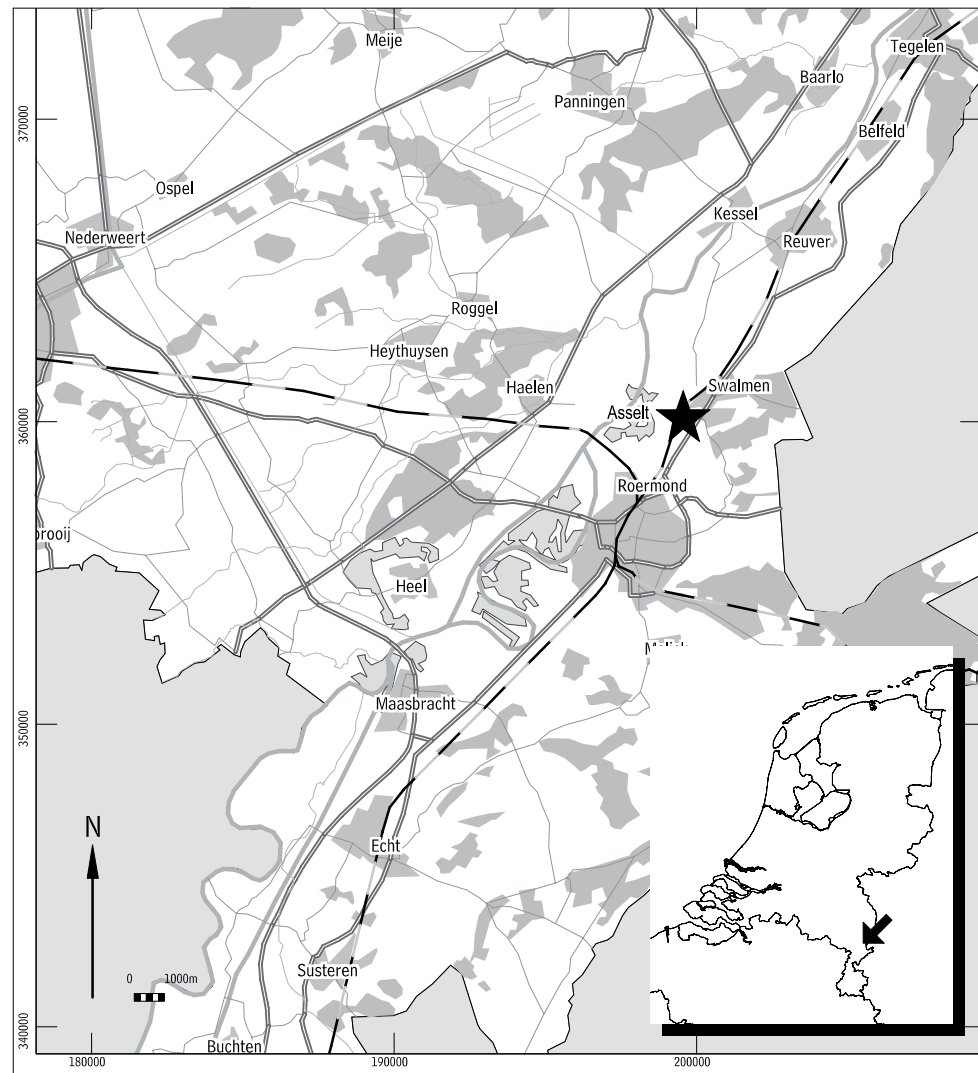 Meije
Tegelen
Baarlo
Panningen
370000
Belfeld
Ospel
Kessel
Nederweert
Reuver
Roggel
Heythuysen
Haelen
Swalmen
Asselt
360000
Roermond
brooij
Heel
Maasbracht
350000
N
Echt
0 1000m
Susteren
340000
Buchten
180000 190000 200000